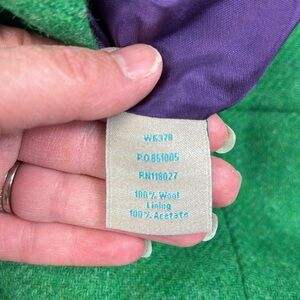 WK378
P.O.851005
RN118027
100% Wool
Lining
100% Acetate